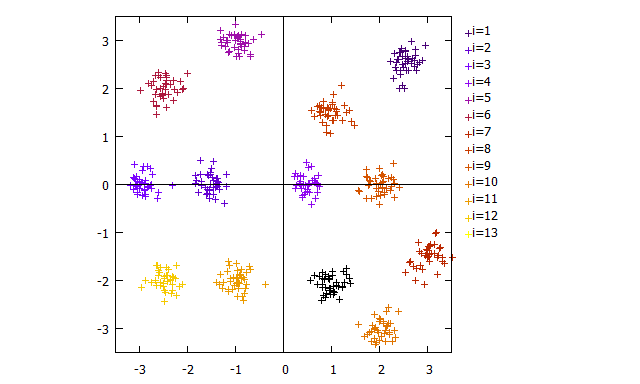 i=1
i=2
i=3
i=4
i=5
i=6
i=7
i=8
i=9
i=10
i=11
i=12
i=13
3
2
1
0
-1
-2
-3
-3 -2 -1 0 1 2 3